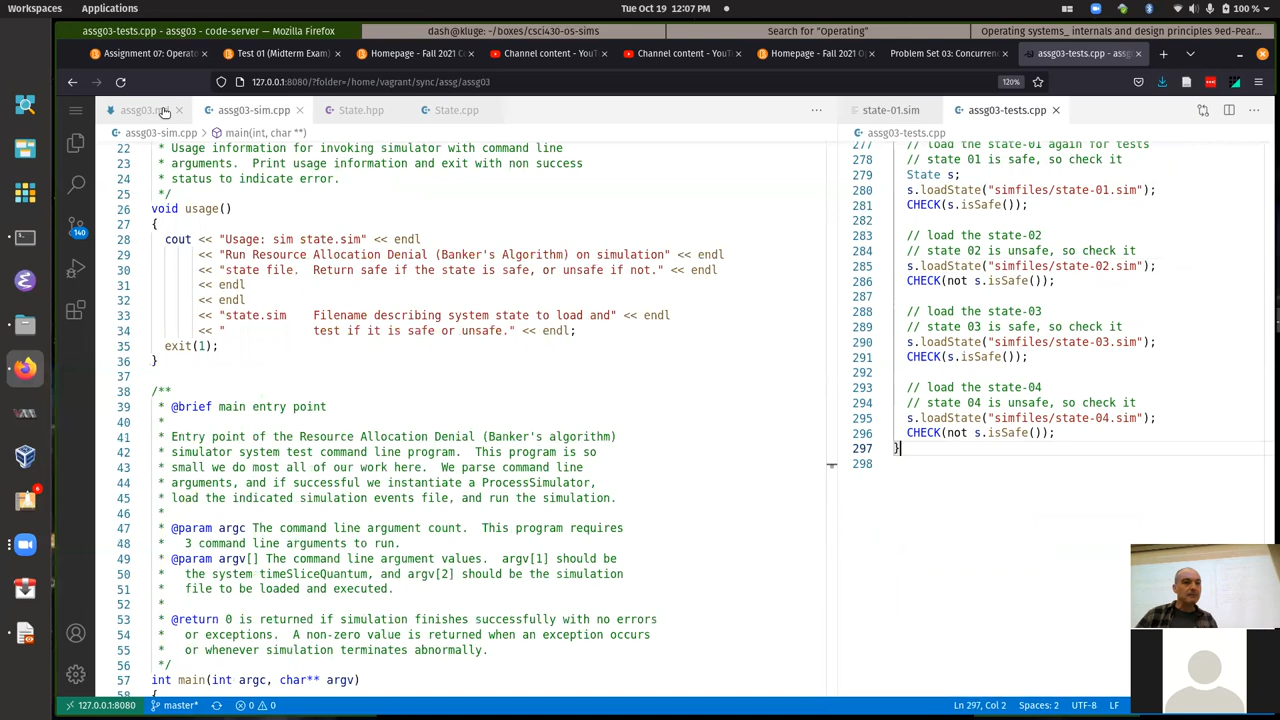 Workspaces Applications Tue Oct 19 12:07 PM 100 %
assg03-tests.cpp - assg03 - code-server — Mozilla Firefox
dash@kluge: ~/boxes/csci430-os-sims
Search for "Operating"
Operating systems_ internals and design principles 9ed-Pear...
Assignment 07: Operato
Test 01 (Midterm Exam)
Homepage - Fall 2021 O
Channel content - YouT
Channel content - YouT
Homepage - Fall 2021 Op
Problem Set 03: Concurrenc
assg03-tests.cpp - assg
127.0.0.1:8080/?folder=/home/vagrant/sync/assg/assg03
120%
assg03.m
assg03-sim.cpp
State.hpp
State.cpp
state-01.sim
assg03-tests.cpp
assg03-sim.cpp > main(int, char **)
assg03-tests.cpp
22 * Usage information for invoking simulator with command line
23 * arguments.  Print usage information and exit with non success
24 * status to indicate error.
25 */
26 void usage()
27 {
28 cout << "Usage: sim state.sim" << endl
29 << "Run Resource Allocation Denial (Banker's Algorithm) on simulation" << endl
30 << "state file.  Return safe if the state is safe, or unsafe if not." << endl
31 << endl
32 << endl
33 << "state.sim    Filename describing system state to load and" << endl
34 << "             test if it is safe or unsafe." << endl;
35 exit(1);
36 }
37
38 /**
39 * @brief main entry point
40 *
41 * Entry point of the Resource Allocation Denial (Banker's algorithm)
42 * simulator system test command line program.  This program is so
43 * small we do most all of our work here.  We parse command line
44 * arguments, and if successful we instantiate a ProcessSimulator,
45 * load the indicated simulation events file, and run the simulation.
46 *
47 * @param argc The command line argument count.  This program requires
48 *   3 command line arguments to run.
49 * @param argv[] The command line argument values.  argv[1] should be
50 *   the system timeSliceQuantum, and argv[2] should be the simulation
51 *   file to be loaded and executed.
52 *
53 * @return 0 is returned if simulation finishes successfully with no errors
54 *   or exceptions.  A non-zero value is returned when an exception occurs
55 *   or whenever simulation terminates abnormally.
56 */
57 int main(int argc, char** argv)
58 {
277 // load the state-01 again for tests
278 // state 01 is safe, so check it
279 State s;
280 s.loadState("simfiles/state-01.sim");
281 CHECK(s.isSafe());
282
283 // load the state-02
284 // state 02 is unsafe, so check it
285 s.loadState("simfiles/state-02.sim");
286 CHECK(not s.isSafe());
287
288 // load the state-03
289 // state 03 is safe, so check it
290 s.loadState("simfiles/state-03.sim");
291 CHECK(s.isSafe());
292
293 // load the state-04
294 // state 04 is unsafe, so check it
295 s.loadState("simfiles/state-04.sim");
296 CHECK(not s.isSafe());
297 }
298
140
6
127.0.0.1:8080 master* 0 0 Ln 297, Col 2 Spaces: 2 UTF-8 LF